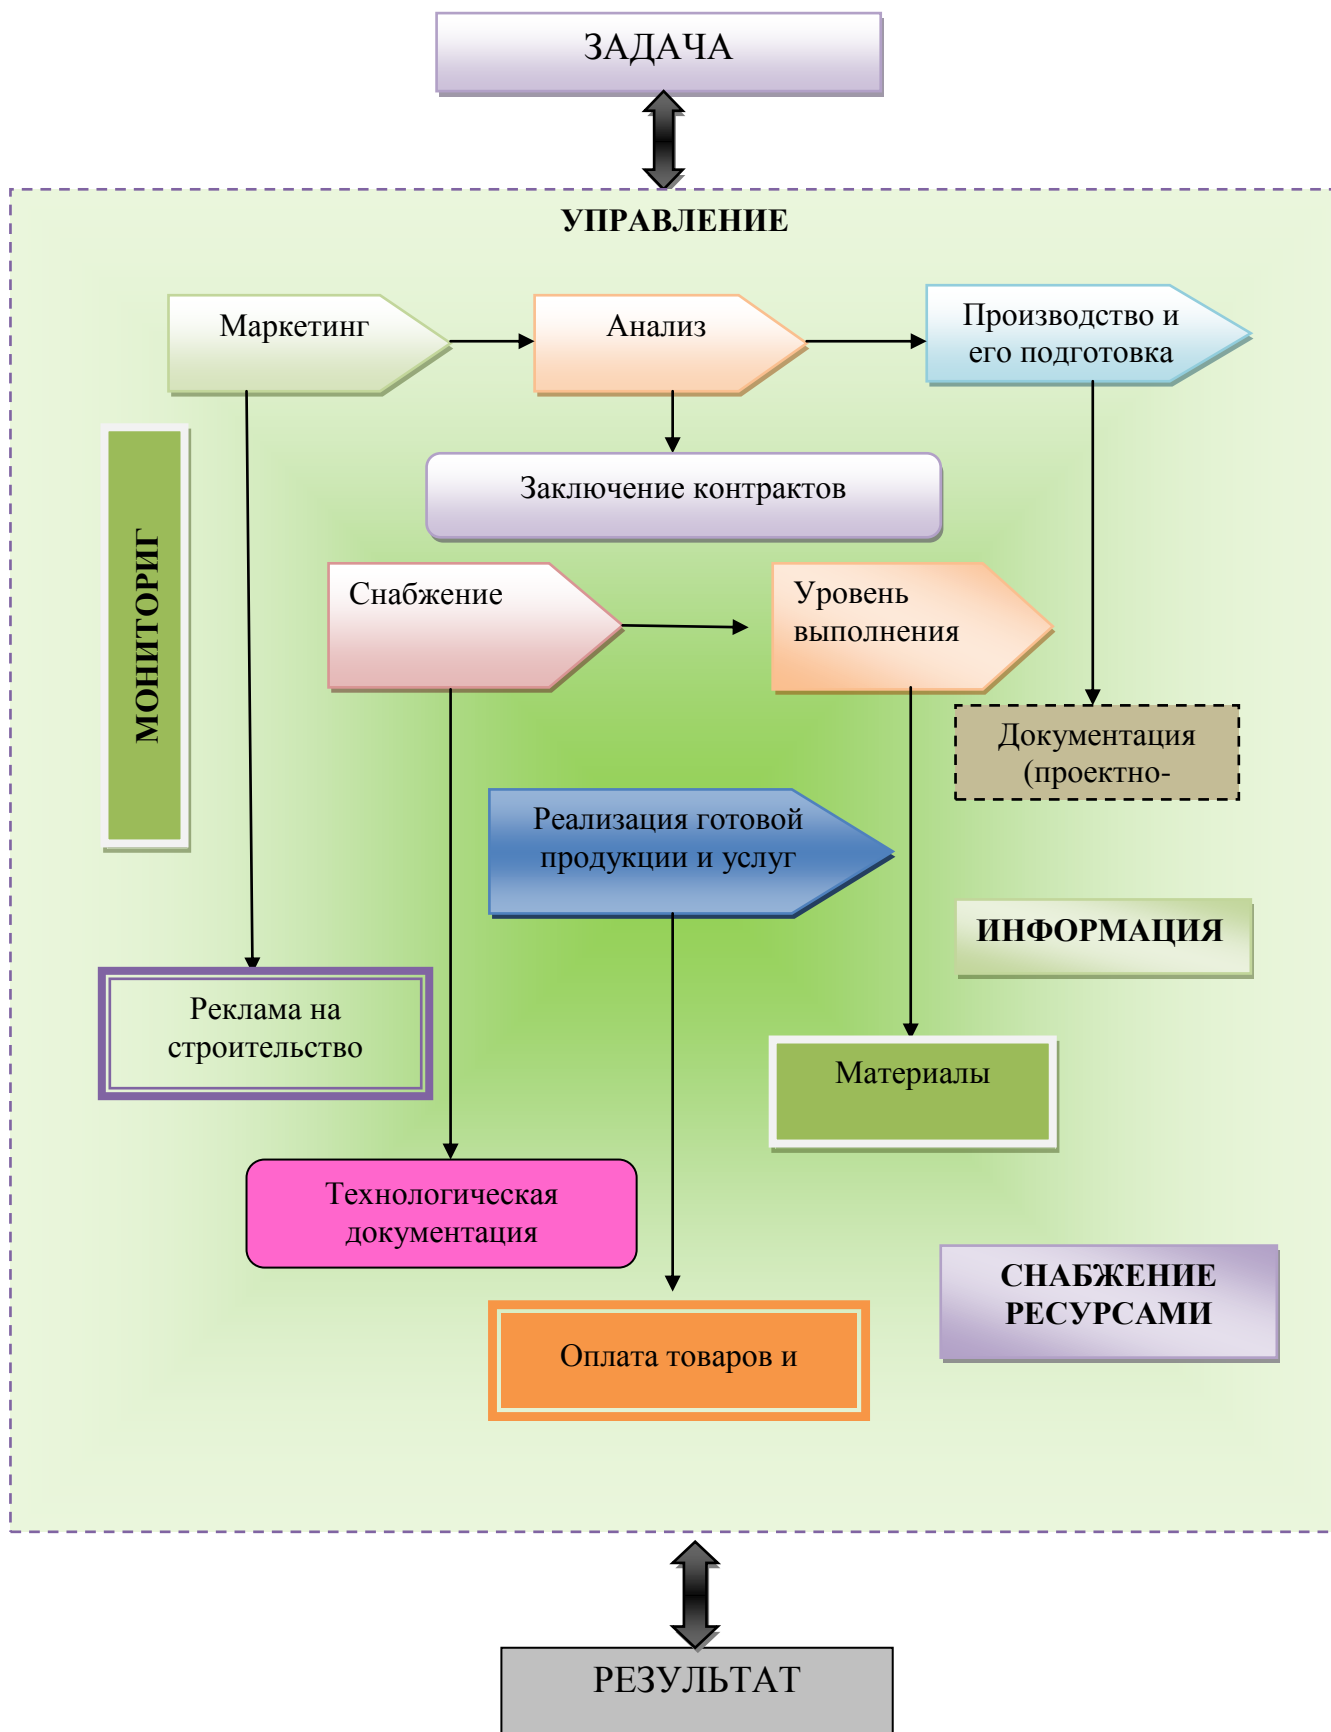 ЗАДАЧА
УПРАВЛЕНИЕ
Маркетинг
Анализ
Производство и
его подготовка
Заключение контрактов
МОНИТОРИГ
Снабжение
Уровень
выполнения
Документация
(проектно-
Реализация готовой
продукции и услуг
ИНФОРМАЦИЯ
Реклама на
строительство
Материалы
Технологическая
документация
СНАБЖЕНИЕ
РЕСУРСАМИ
Оплата товаров и
РЕЗУЛЬТАТ